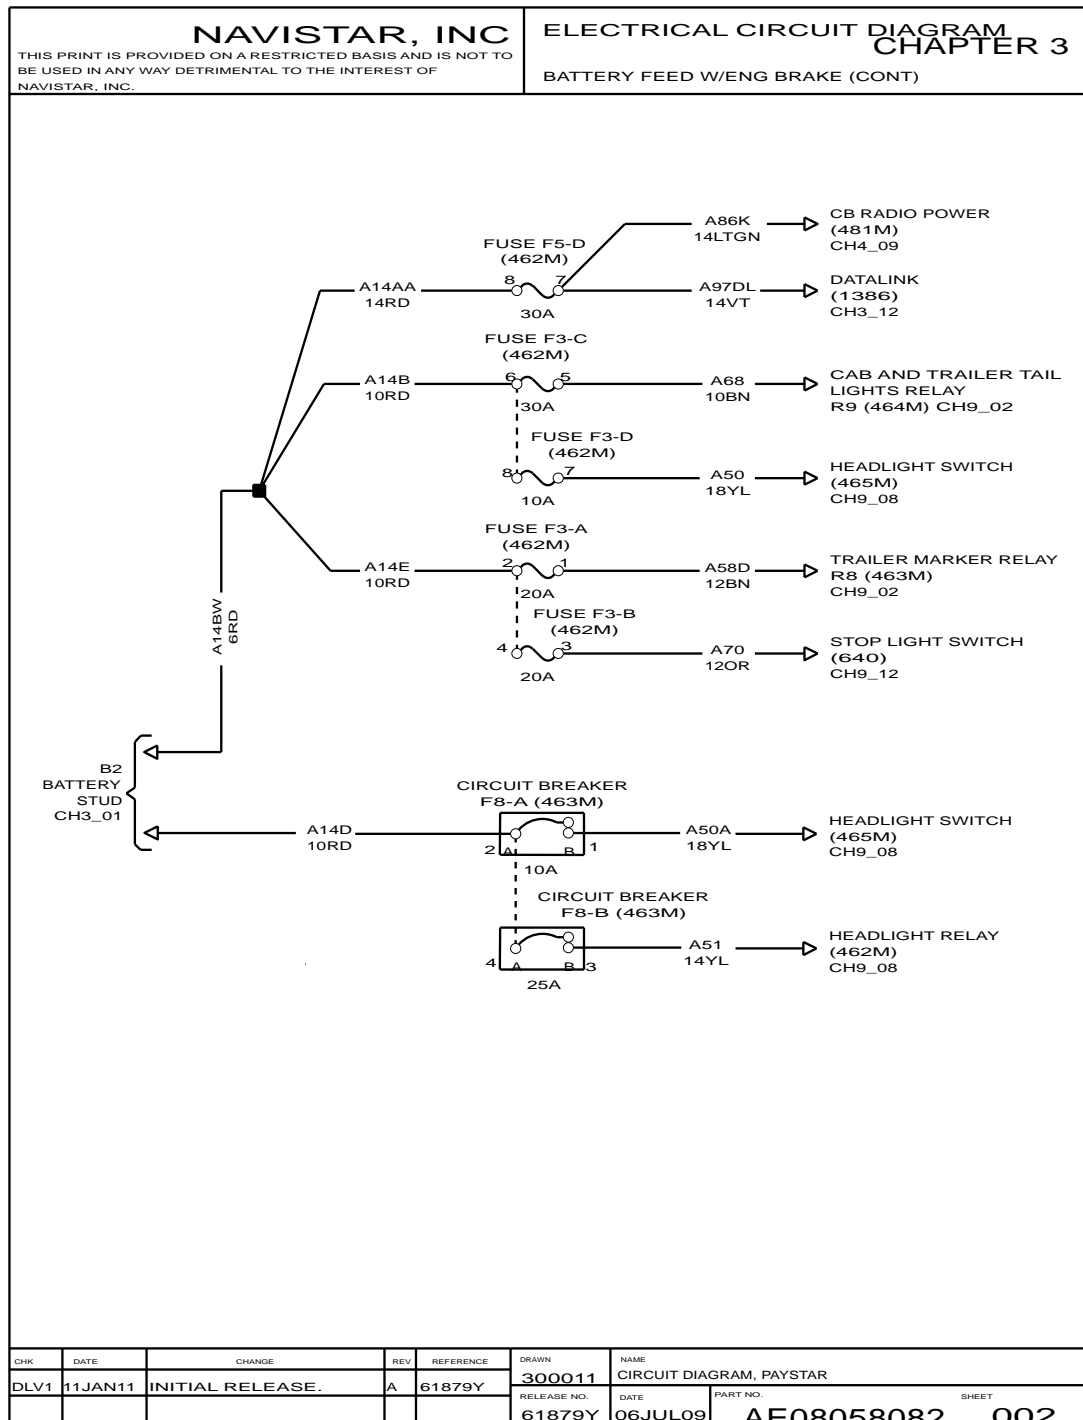 NAVISTAR, INC
THIS PRINT IS PROVIDED ON A RESTRICTED BASIS AND IS NOT TO
BE USED IN ANY WAY DETRIMENTAL TO THE INTEREST OF
NAVISTAR, INC.
ELECTRICAL CIRCUIT DIAGRAM
CHAPTER 3
BATTERY FEED W/ENG BRAKE (CONT)
A86K
14LTGN
CB RADIO POWER
(481M)
CH4_09
FUSE F5-D
(462M)
A14AA
14RD
8
7
30A
A97DL
14VT
DATALINK
(1386)
CH3_12
FUSE F3-C
(462M)
A14B
10RD
6
5
30A
A68
10BN
CAB AND TRAILER TAIL
LIGHTS RELAY
R9 (464M) CH9_02
FUSE F3-D
(462M)
8
7
10A
A50
18YL
HEADLIGHT SWITCH
(465M)
CH9_08
FUSE F3-A
(462M)
A14E
10RD
2
1
20A
A58D
12BN
TRAILER MARKER RELAY
R8 (463M)
CH9_02
A14BW
6RD
FUSE F3-B
(462M)
4
3
20A
A70
12OR
STOP LIGHT SWITCH
(640)
CH9_12
B2
BATTERY
STUD
CH3_01
CIRCUIT BREAKER
F8-A (463M)
A14D
10RD
2
A
B
1
10A
A50A
18YL
HEADLIGHT SWITCH
(465M)
CH9_08
CIRCUIT BREAKER
F8-B (463M)
4
A
B
3
25A
A51
14YL
HEADLIGHT RELAY
(462M)
CH9_08
CHK DATE CHANGE REV REFERENCE
DLV1 11JAN11 INITIAL RELEASE. A 61879Y
DRAWN
300011
NAME
CIRCUIT DIAGRAM, PAYSTAR
RELEASE NO.
61879Y
DATE
06JUL09
PART NO.
AE08058082
SHEET
002